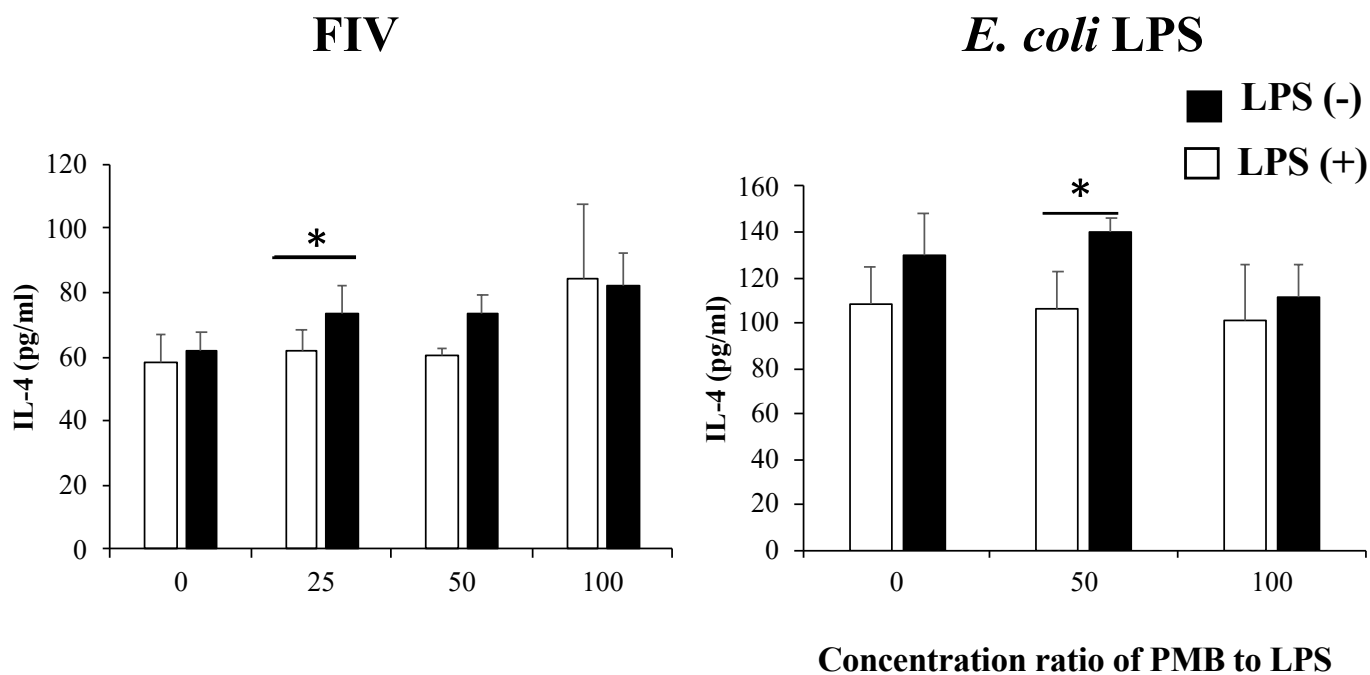 FIV
IL-4 (pg/ml)
120
100
80
60
40
20
0
*
0 25 50 100
E. coli LPS
LPS (-)
LPS (+)
IL-4 (pg/ml)
160
140
120
100
80
60
40
20
0
*
0 50 100
Concentration ratio of PMB to LPS